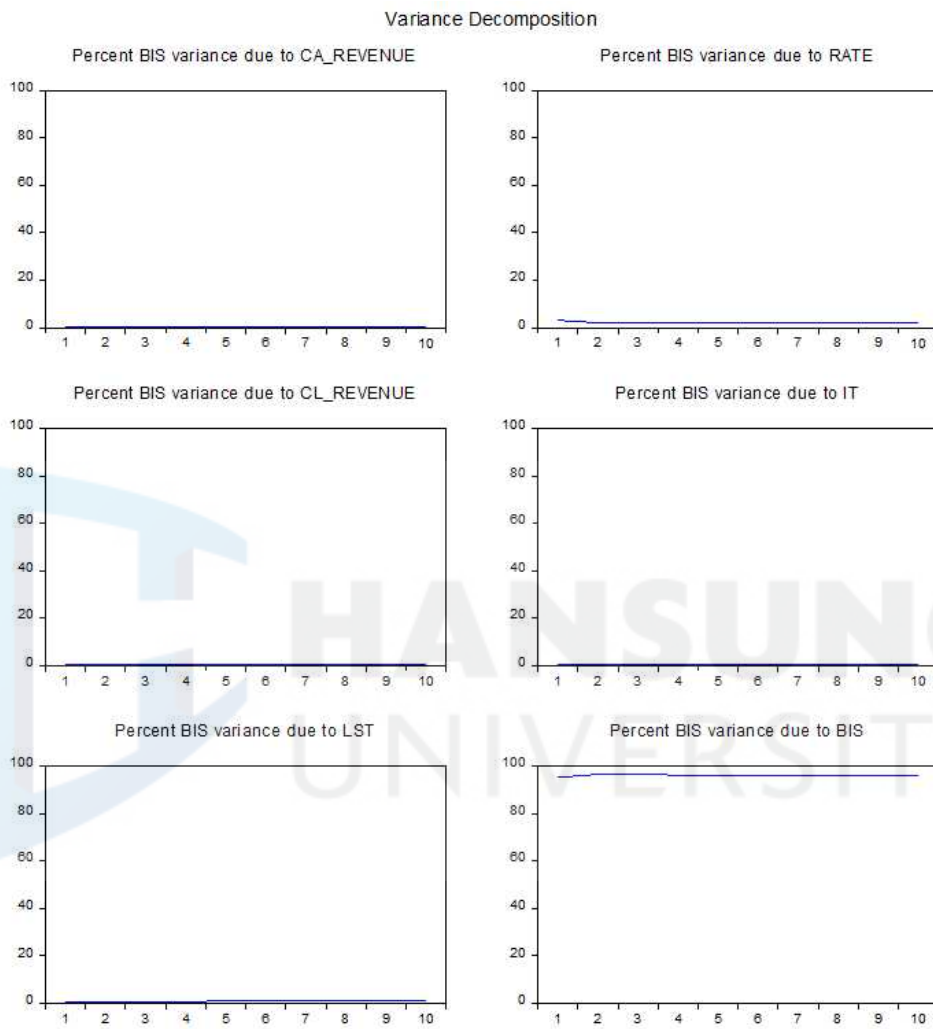 Variance Decomposition
Percent BIS variance due to CA_REVENUE
100
80
60
40
20
0
1 2 3 4 5 6 7 8 9 10
Percent BIS variance due to RATE
100
80
60
40
20
0
1 2 3 4 5 6 7 8 9 10
Percent BIS variance due to CL_REVENUE
100
80
60
40
20
0
1 2 3 4 5 6 7 8 9 10
Percent BIS variance due to IT
100
80
60
40
20
0
1 2 3 4 5 6 7 8 9 10
Percent BIS variance due to LST
100
80
60
40
20
0
1 2 3 4 5 6 7 8 9 10
Percent BIS variance due to BIS
100
80
60
40
20
0
1 2 3 4 5 6 7 8 9 10
HANSUNG
UNIVERSIT